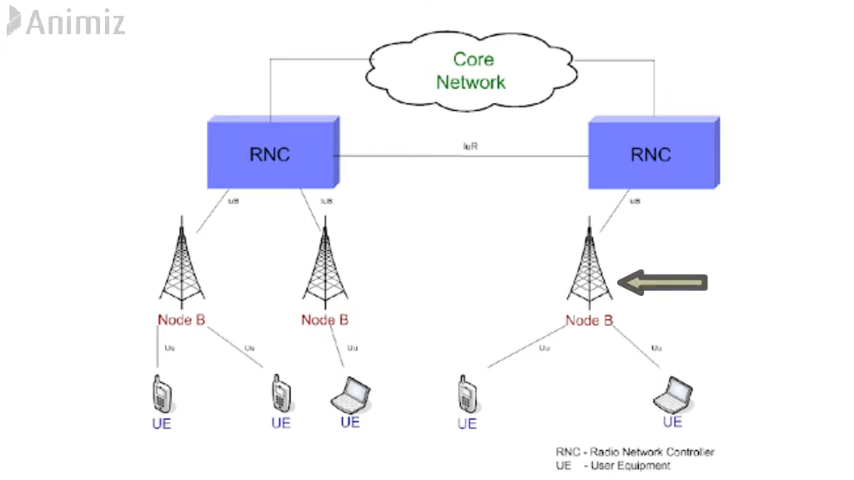 Animiz
Core
Network
RNC
IuR
RNC
IuB
IuB
IuB
Node B
Node B
Node B
Uu
Uu
Uu
Uu
Uu
UE
UE
UE
UE
UE
RNC - Radio Network Controller
UE - User Equipment